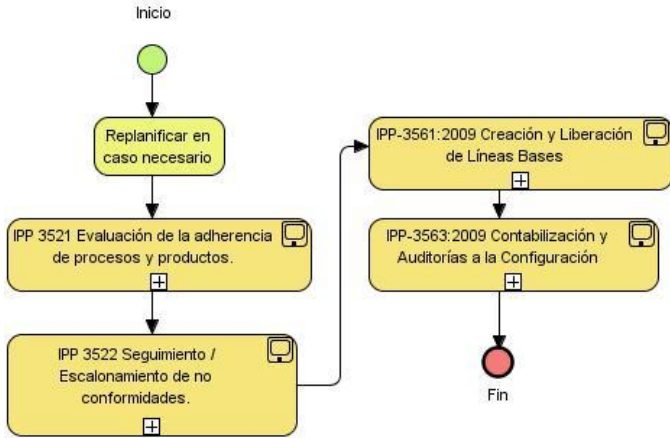 Inicio
Replanificar en
caso necesario
IPP 3521 Evaluación de la adherencia
de procesos y productos.
IPP 3522 Seguimiento /
Escalonamiento de no
conformidades.
IPP-3561:2009 Creación y Liberación
de Líneas Bases
IPP-3563:2009 Contabilización y
Auditorías a la Configuración
Fin